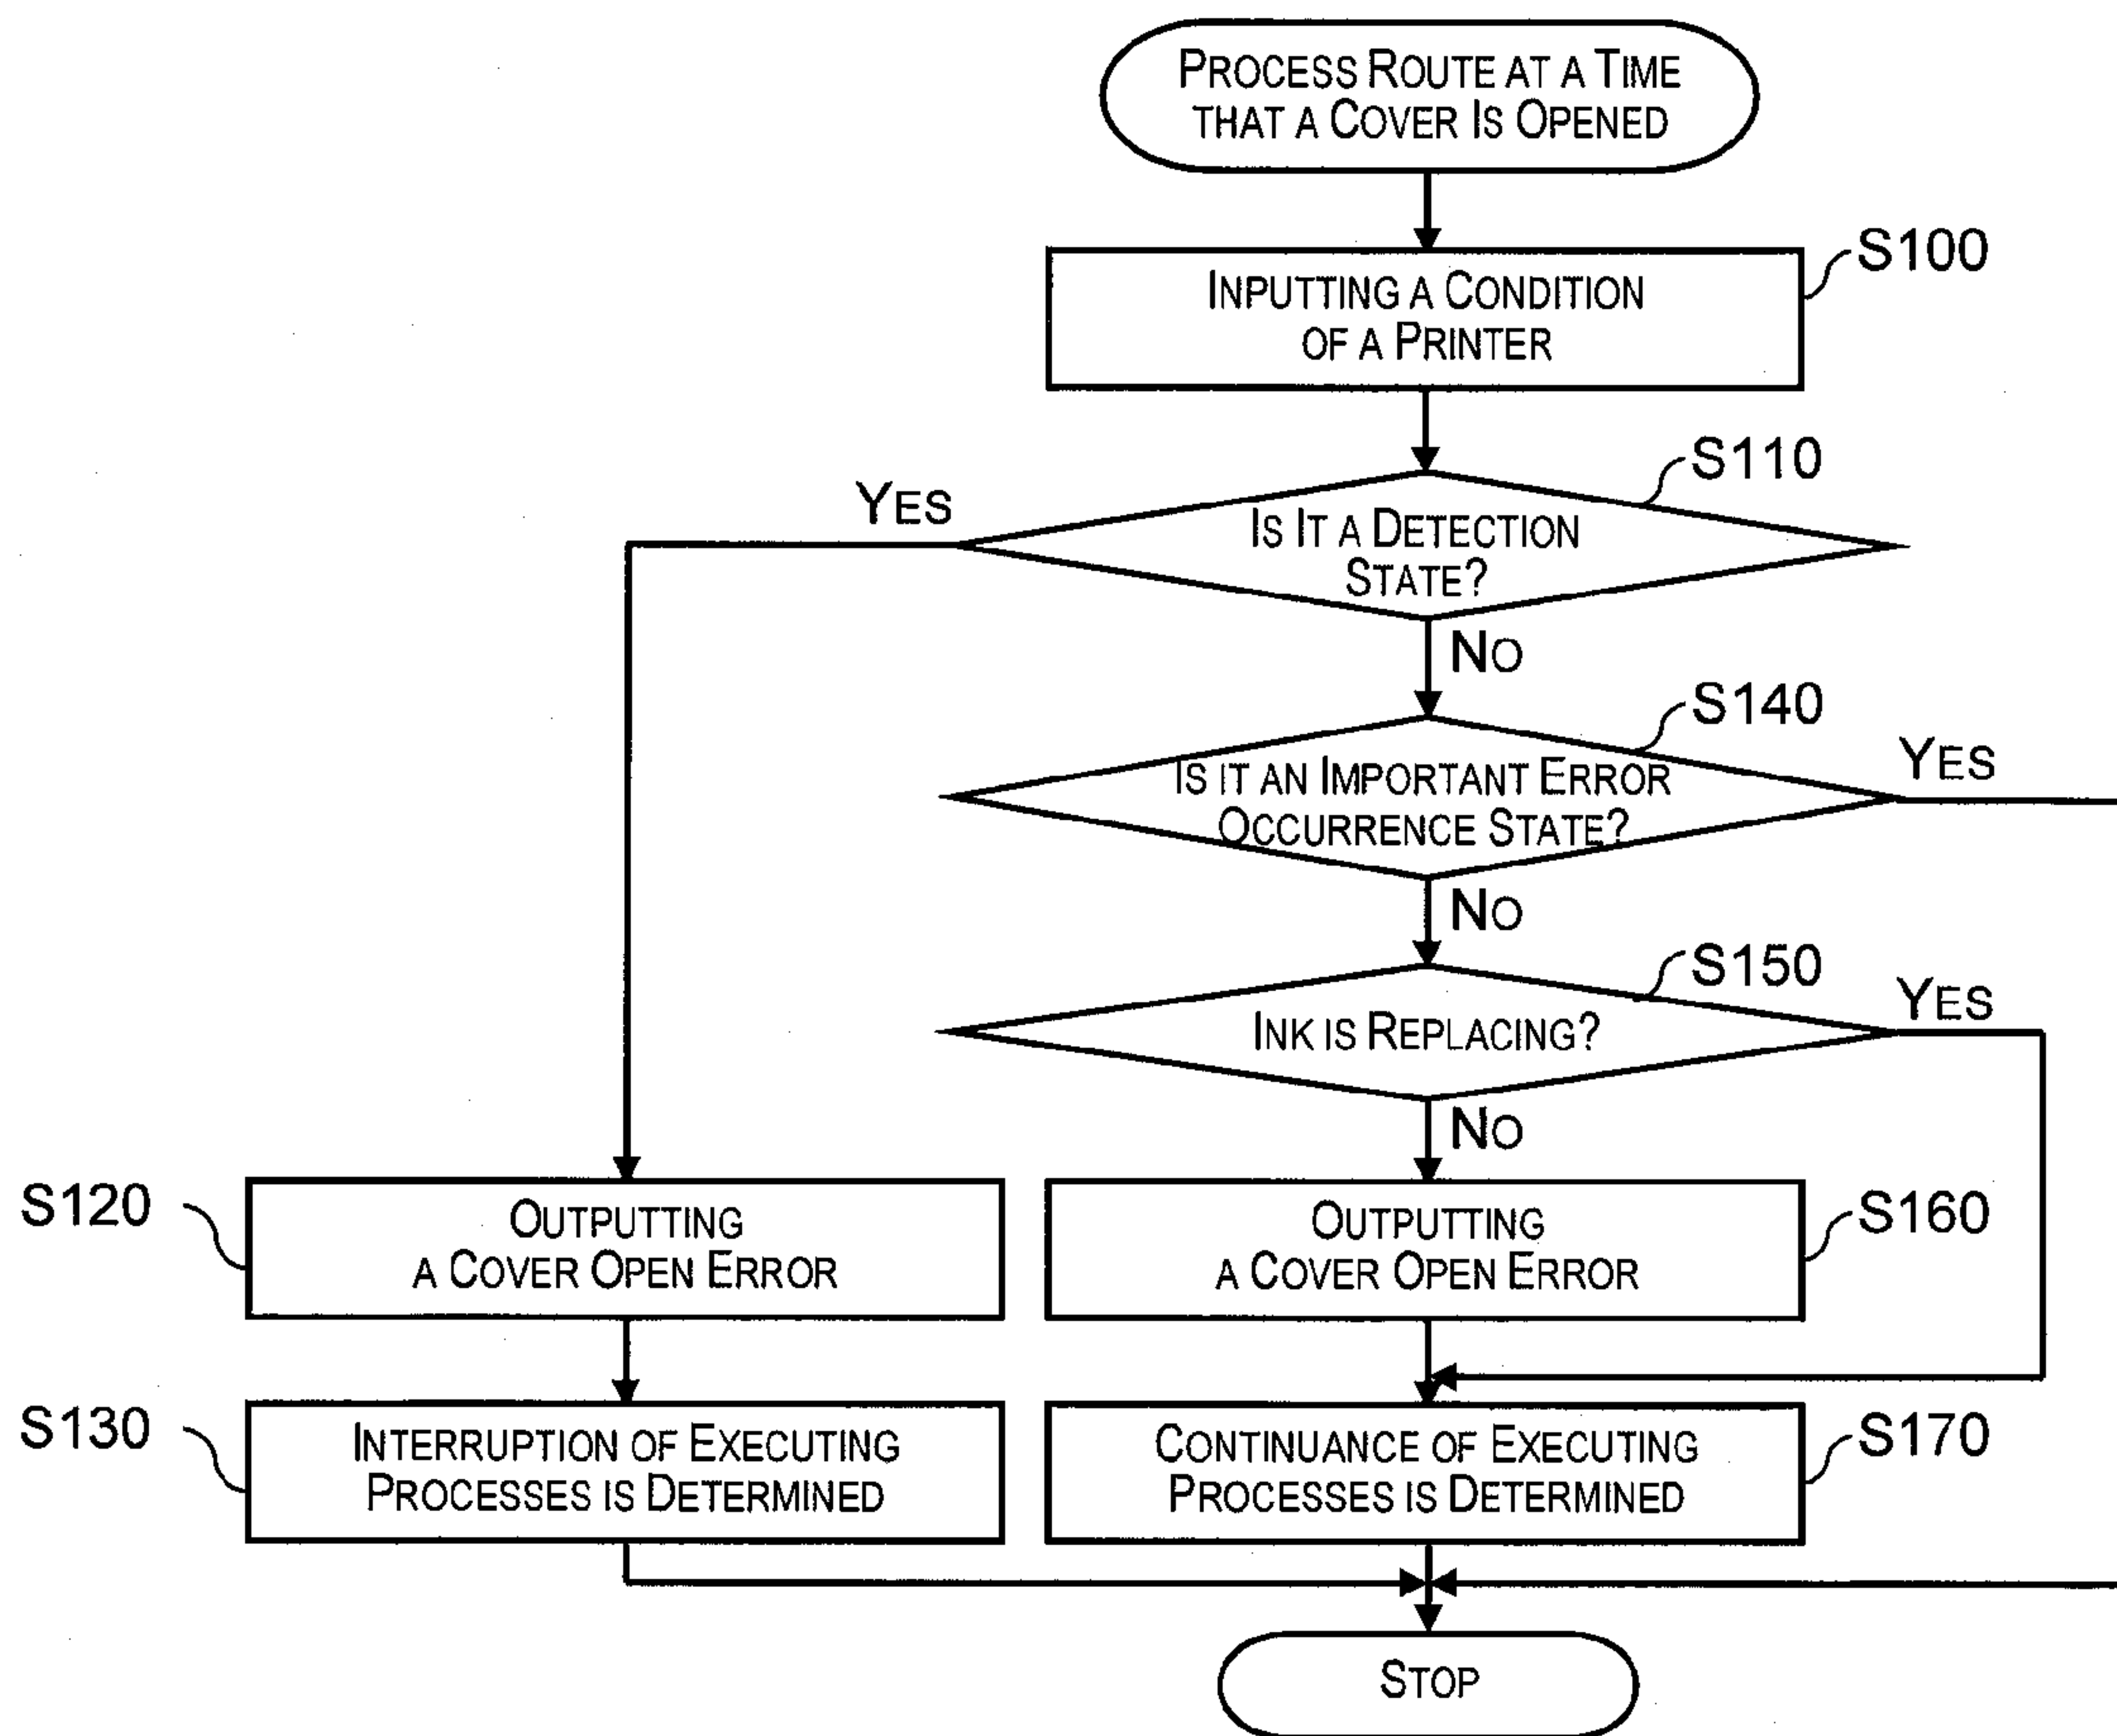 PROCESS ROUTE AT A TIME
THAT A COVER IS OPENED
S100
INPUTTING A CONDITION
OF A PRINTER
S110
YES
IS IT A DETECTION
STATE?
NO
S140
YES
IS IT AN IMPORTANT ERROR
OCCURRENCE STATE?
NO
S150
YES
INK IS REPLACING?
NO
S120
OUTPUTTING
A COVER OPEN ERROR
S160
OUTPUTTING
A COVER OPEN ERROR
S130
INTERRUPTION OF EXECUTING
PROCESSES IS DETERMINED
S170
CONTINUANCE OF EXECUTING
PROCESSES IS DETERMINED
STOP